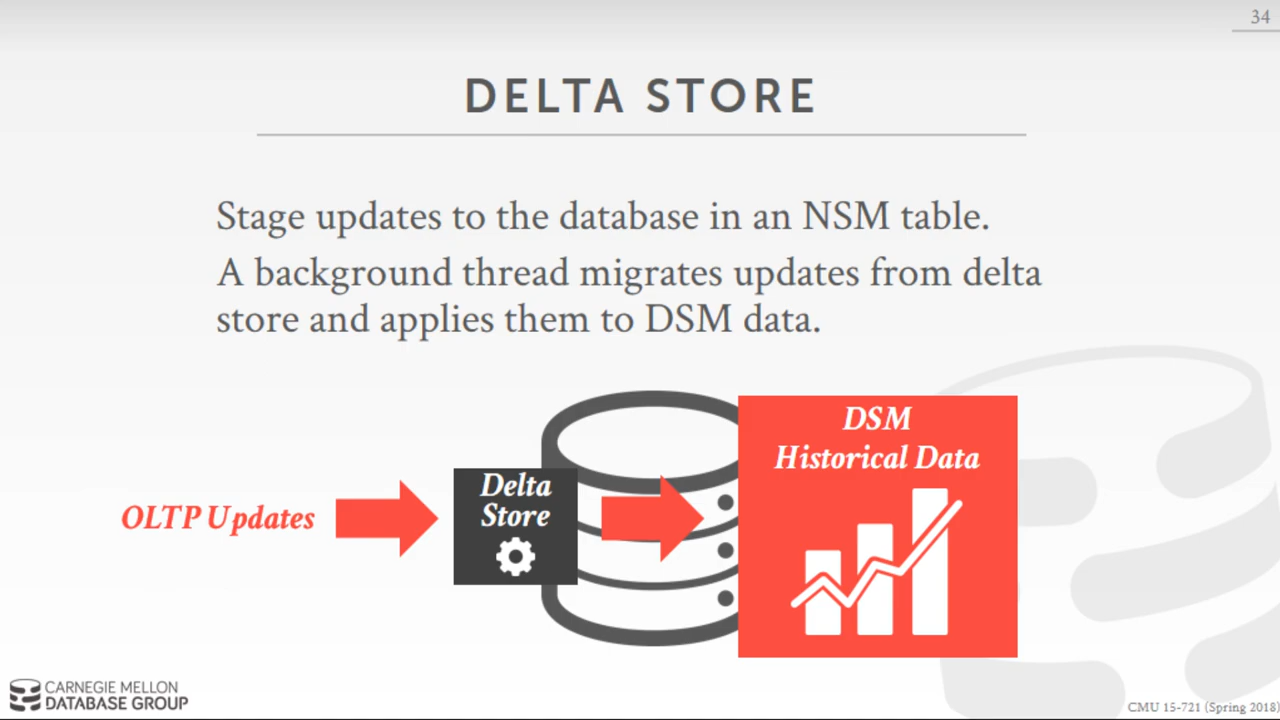 34
DELTA STORE
Stage updates to the database in an NSM table.
A background thread migrates updates from delta
store and applies them to DSM data.
OLTP Updates
Delta
Store
DSM
Historical Data
CARNEGIE MELLON
DATABASE GROUP
CMU 15-721 (Spring 2018)